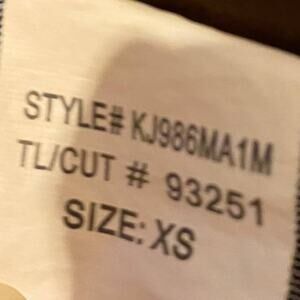 STYLE# KJ986MA1M
TL/CUT # 93251
SIZE: XS